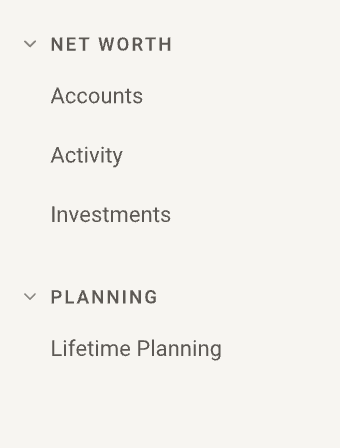 NET WORTH
Accounts
Activity
Investments
PLANNING
Lifetime Planning